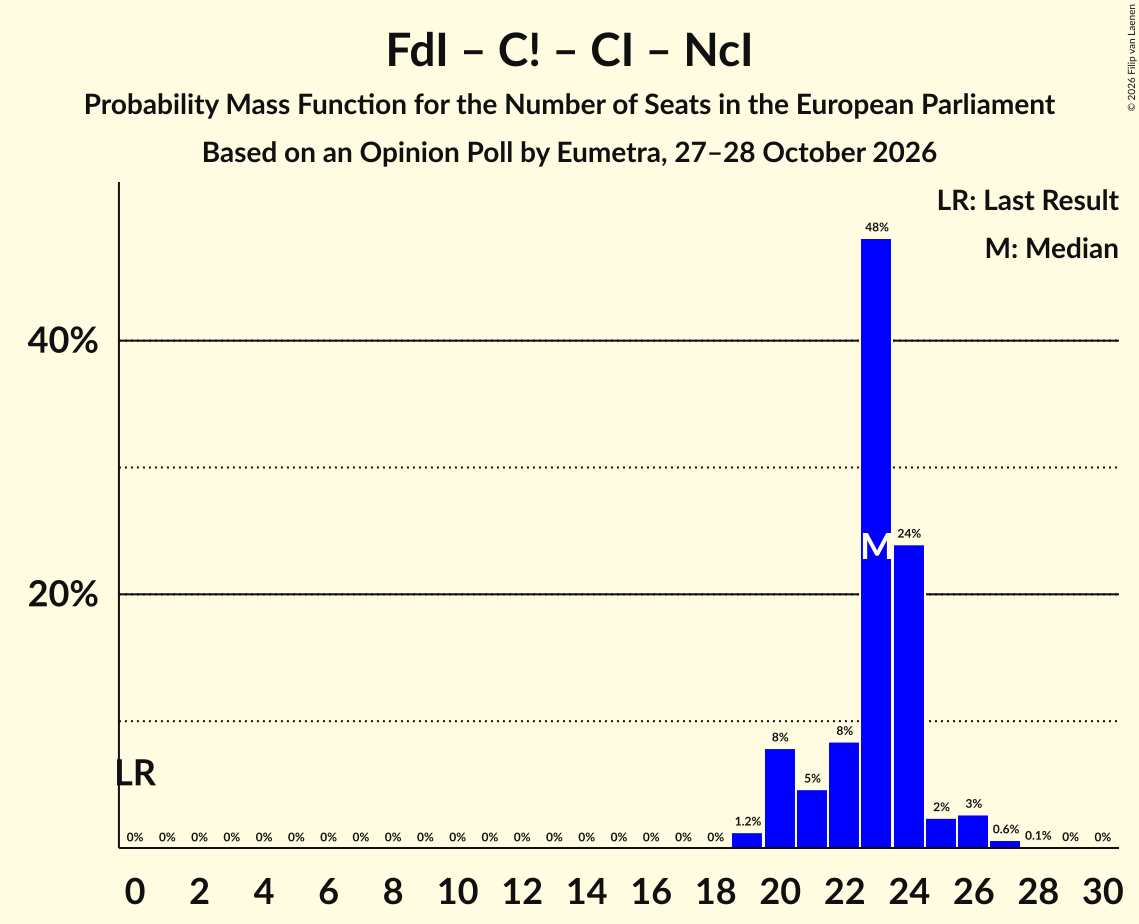 FdI – C! – CI – NcI
Probability Mass Function for the Number of Seats in the European Parliament
Based on an Opinion Poll by Eumetra, 27–28 October 2026
© 2026 Filip van Laenen
LR: Last Result
M: Median
48%
40%
24%
M
20%
8%
8%
5%
3%
2%
1.2%
0.6%
0.1%
LR
0% 0% 0% 0% 0% 0% 0% 0% 0% 0% 0% 0% 0% 0% 0% 0% 0% 0% 0% 0% 0%
0 2 4 6 8 10 12 14 16 18 20 22 24 26 28 30